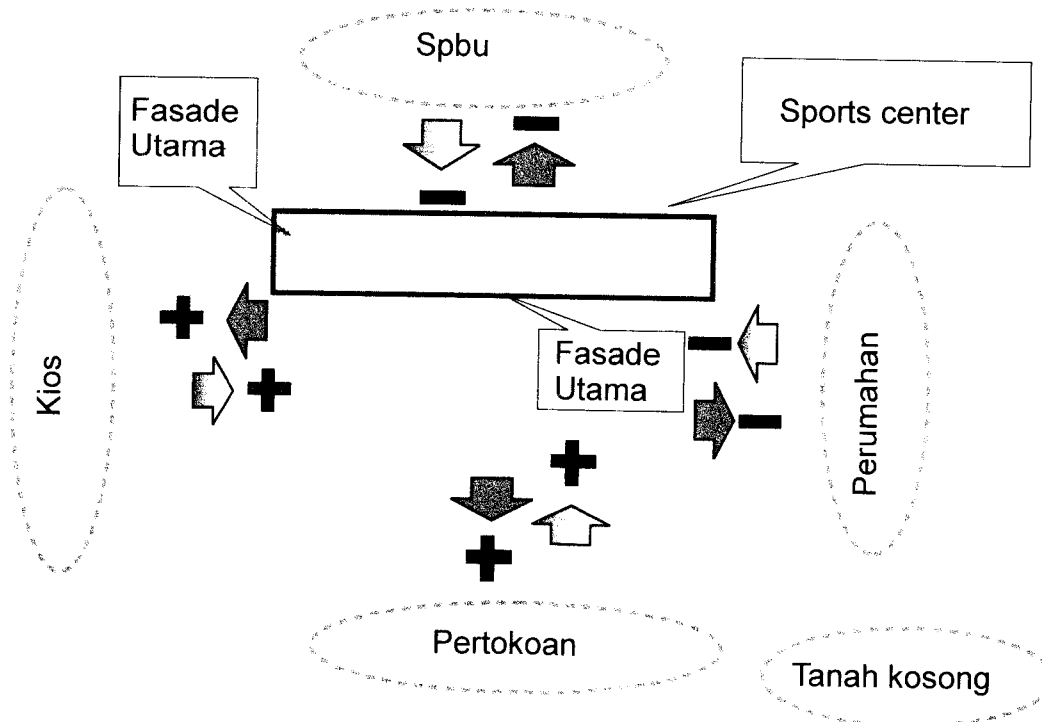 Spbu
Fasade
Utama
Sports center
Kios
Fasade
Utama
Perumahan
Pertokoan
Tanah kosong